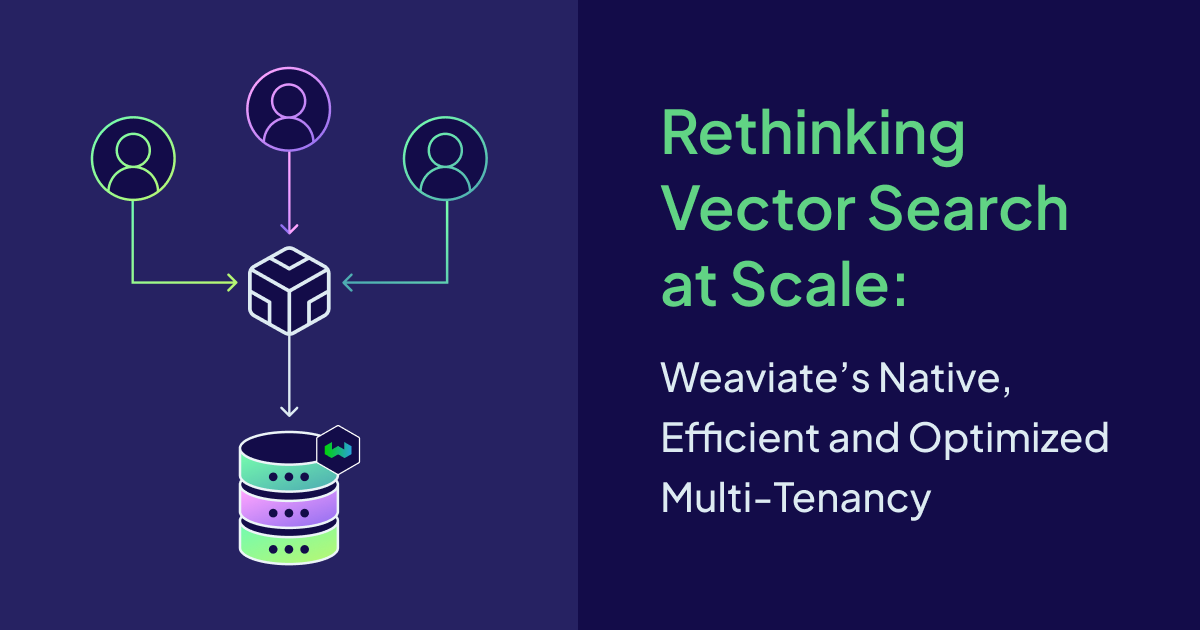 Rethinking
Vector Search
at Scale:
Weaviate’s Native,
Efficient and Optimized
Multi-Tenancy